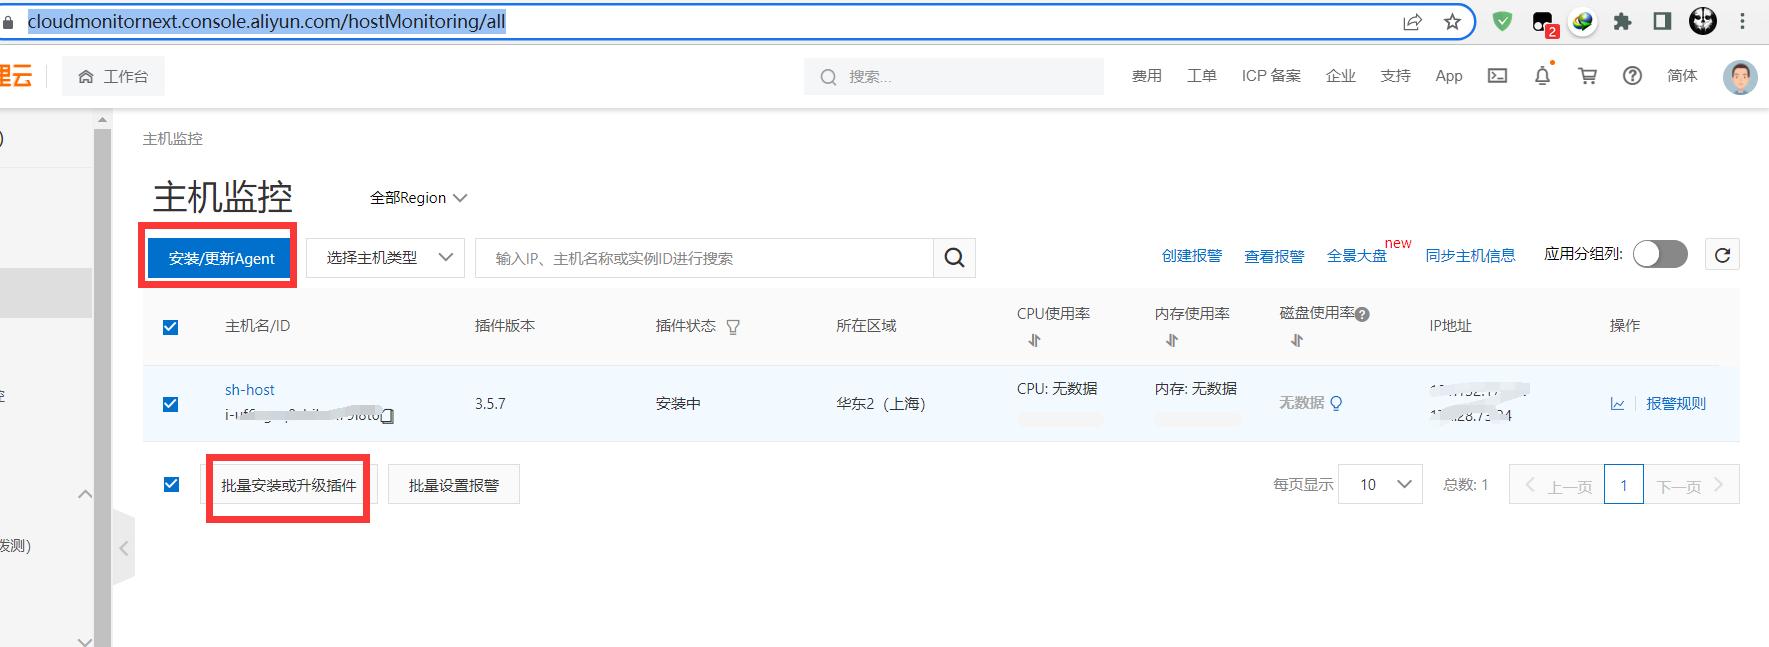 cloudmonitornext.console.aliyun.com/hostMonitoring/all
2
里云 工作台 搜索... 费用 工单 ICP 备案 企业 支持 App 简体
)
主机监控
主机监控 全部Region
安装/更新Agent 选择主机类型 输入IP、主机名称或实例ID进行搜索 创建报警 查看报警 全景大盘 new 同步主机信息 应用分组列:
主机名/ID 插件版本 插件状态 所在区域 CPU使用率 内存使用率 磁盘使用率 IP地址 操作
sh-host
3.5.7 安装中 华东2（上海） CPU: 无数据 内存: 无数据 无数据 报警规则
批量安装或升级插件 批量设置报警 每页显示 10 总数: 1 上一页 1 下一页
拨测)